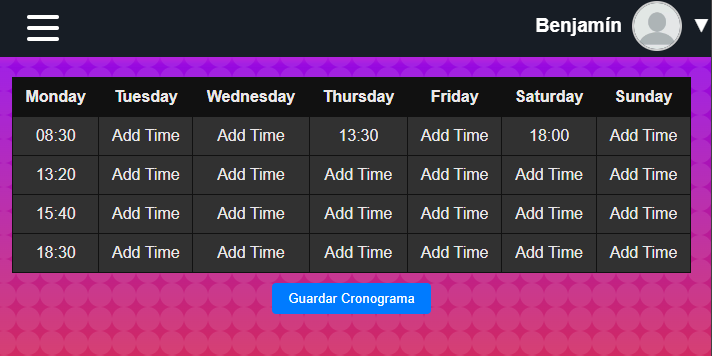 Benjamín ▼
Monday Tuesday Wednesday Thursday Friday Saturday Sunday
08:30 Add Time Add Time 13:30 Add Time 18:00 Add Time
13:20 Add Time Add Time Add Time Add Time Add Time Add Time
15:40 Add Time Add Time Add Time Add Time Add Time Add Time
18:30 Add Time Add Time Add Time Add Time Add Time Add Time
Guardar Cronograma